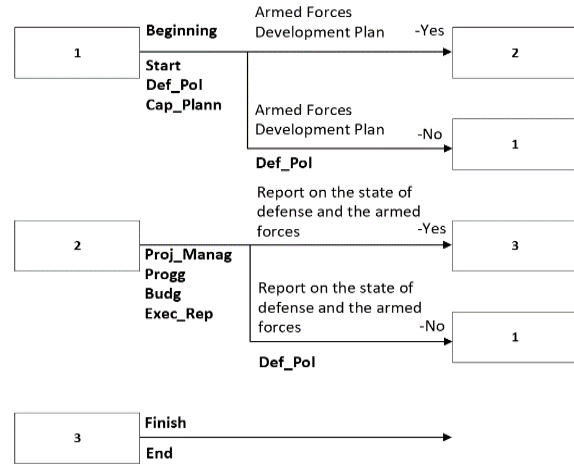 Armed Forces
Beginning
Development Plan -Yes
1
2
Start
Def_Pol
Cap_Plann
Armed Forces
Development Plan -No
1
Def_Pol
Report on the state of
defense and the armed
forces -Yes
2
3
Proj_Manag
Progg
Budg
Exec_Rep
Report on the state of
defense and the armed
forces -No
1
Def_Pol
Finish
3
End